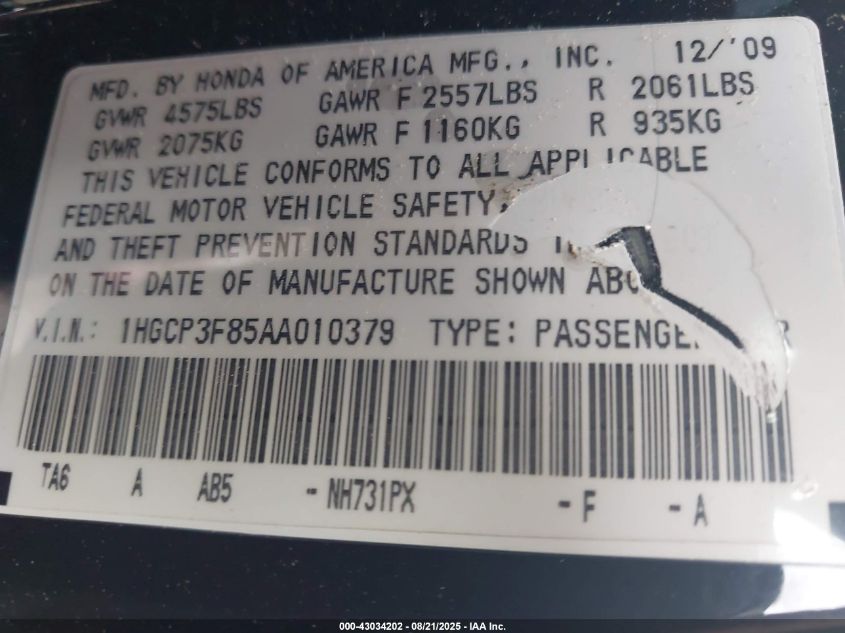 MFD. BY HONDA OF AMERICA MFG., INC. 12/'09
GVWR 4575LBS GAWR F 2557LBS R 2061LBS
GVWR 2075KG GAWR F 1160KG R 935KG
THIS VEHICLE CONFORMS TO ALL APPLICABLE
FEDERAL MOTOR VEHICLE SAFETY
AND THEFT PREVENTION STANDARDS
ON THE DATE OF MANUFACTURE SHOWN
V.I.N.: 1HGCP3F85AA010379 TYPE:
TA6 A AB5 - NH731PX - F - A
000-43034202 - 08/21/2025 - IAA Inc.